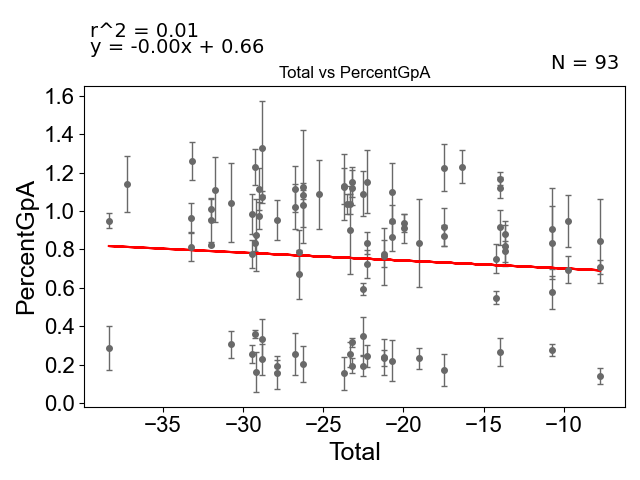 r^2 = 0.01
y = -0.00x + 0.66
N = 93
Total vs PercentGpA
PercentGpA
1.6
1.4
1.2
1.0
0.8
0.6
0.4
0.2
0.0
−35 −30 −25 −20 −15 −10
Total